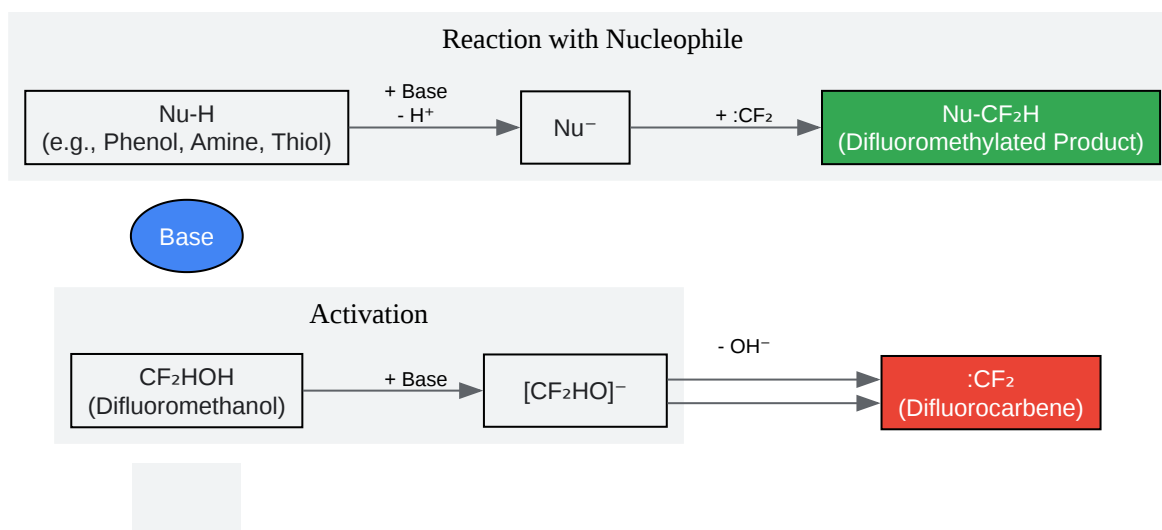 Reaction with Nucleophile
Nu-H
(e.g., Phenol, Amine, Thiol)
+ Base
- H⁺
Nu⁻
+ :CF₂
Nu-CF₂H
(Difluoromethylated Product)
Base
Activation
CF₂HOH
(Difluoromethanol)
+ Base
[CF₂HO]⁻
- OH⁻
:CF₂
(Difluorocarbene)